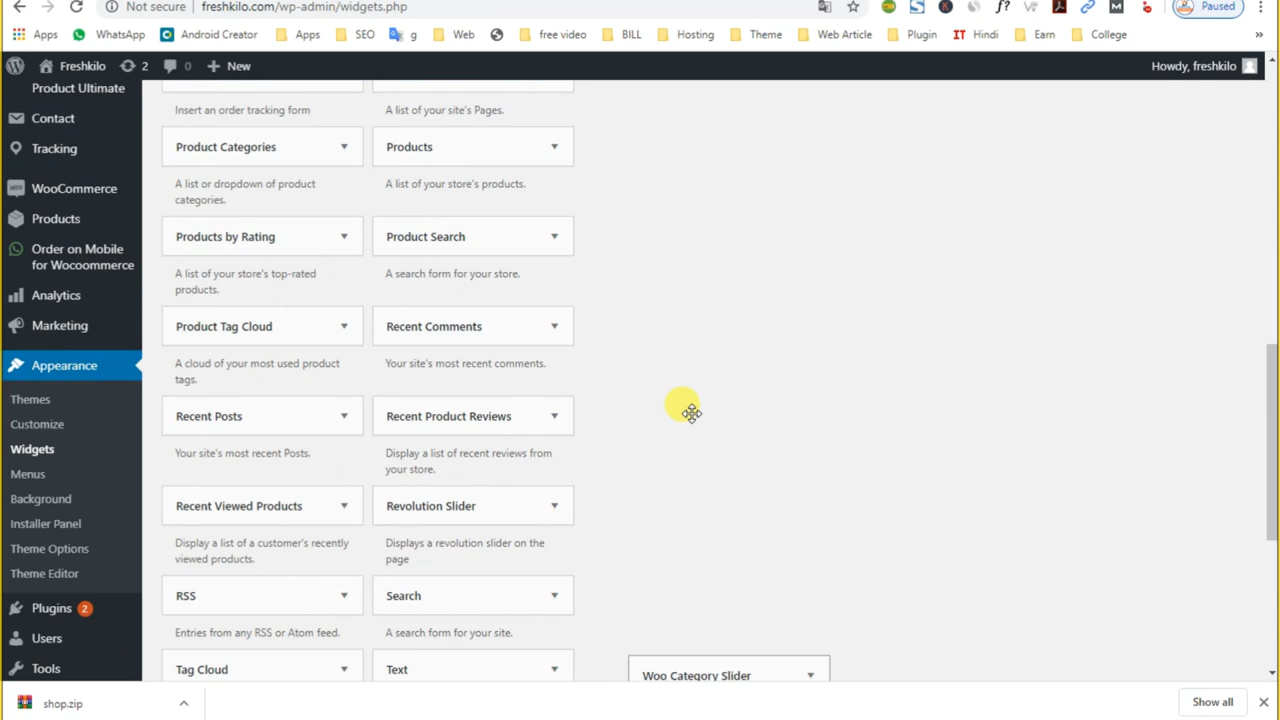 Not secure
freshkilo.com/wp-admin/widgets.php
Paused
Apps
WhatsApp
Android Creator
Apps
SEO
g
Web
free video
BILL
Hosting
Theme
Web Article
Plugin
IT Hindi
Earn
College
»
Freshkilo
2
0
+ New
Howdy, freshkilo
Product Ultimate
Contact
Tracking
WooCommerce
Products
Order on Mobile
for Wocoommerce
Analytics
Marketing
Appearance
Themes
Customize
Widgets
Menus
Background
Installer Panel
Theme Options
Theme Editor
Plugins 2
Users
Tools
Insert an order tracking form
A list of your site's Pages.
Product Categories
Products
A list or dropdown of product
categories.
A list of your store's products.
Products by Rating
Product Search
A list of your store's top-rated
products.
A search form for your store.
Product Tag Cloud
Recent Comments
A cloud of your most used product
tags.
Your site's most recent comments.
Recent Posts
Recent Product Reviews
Your site's most recent Posts.
Display a list of recent reviews from
your store.
Recent Viewed Products
Revolution Slider
Display a list of a customer's recently
viewed products.
Displays a revolution slider on the
page
RSS
Search
Entries from any RSS or Atom feed.
A search form for your site.
Tag Cloud
Text
Woo Category Slider
shop.zip
Show all